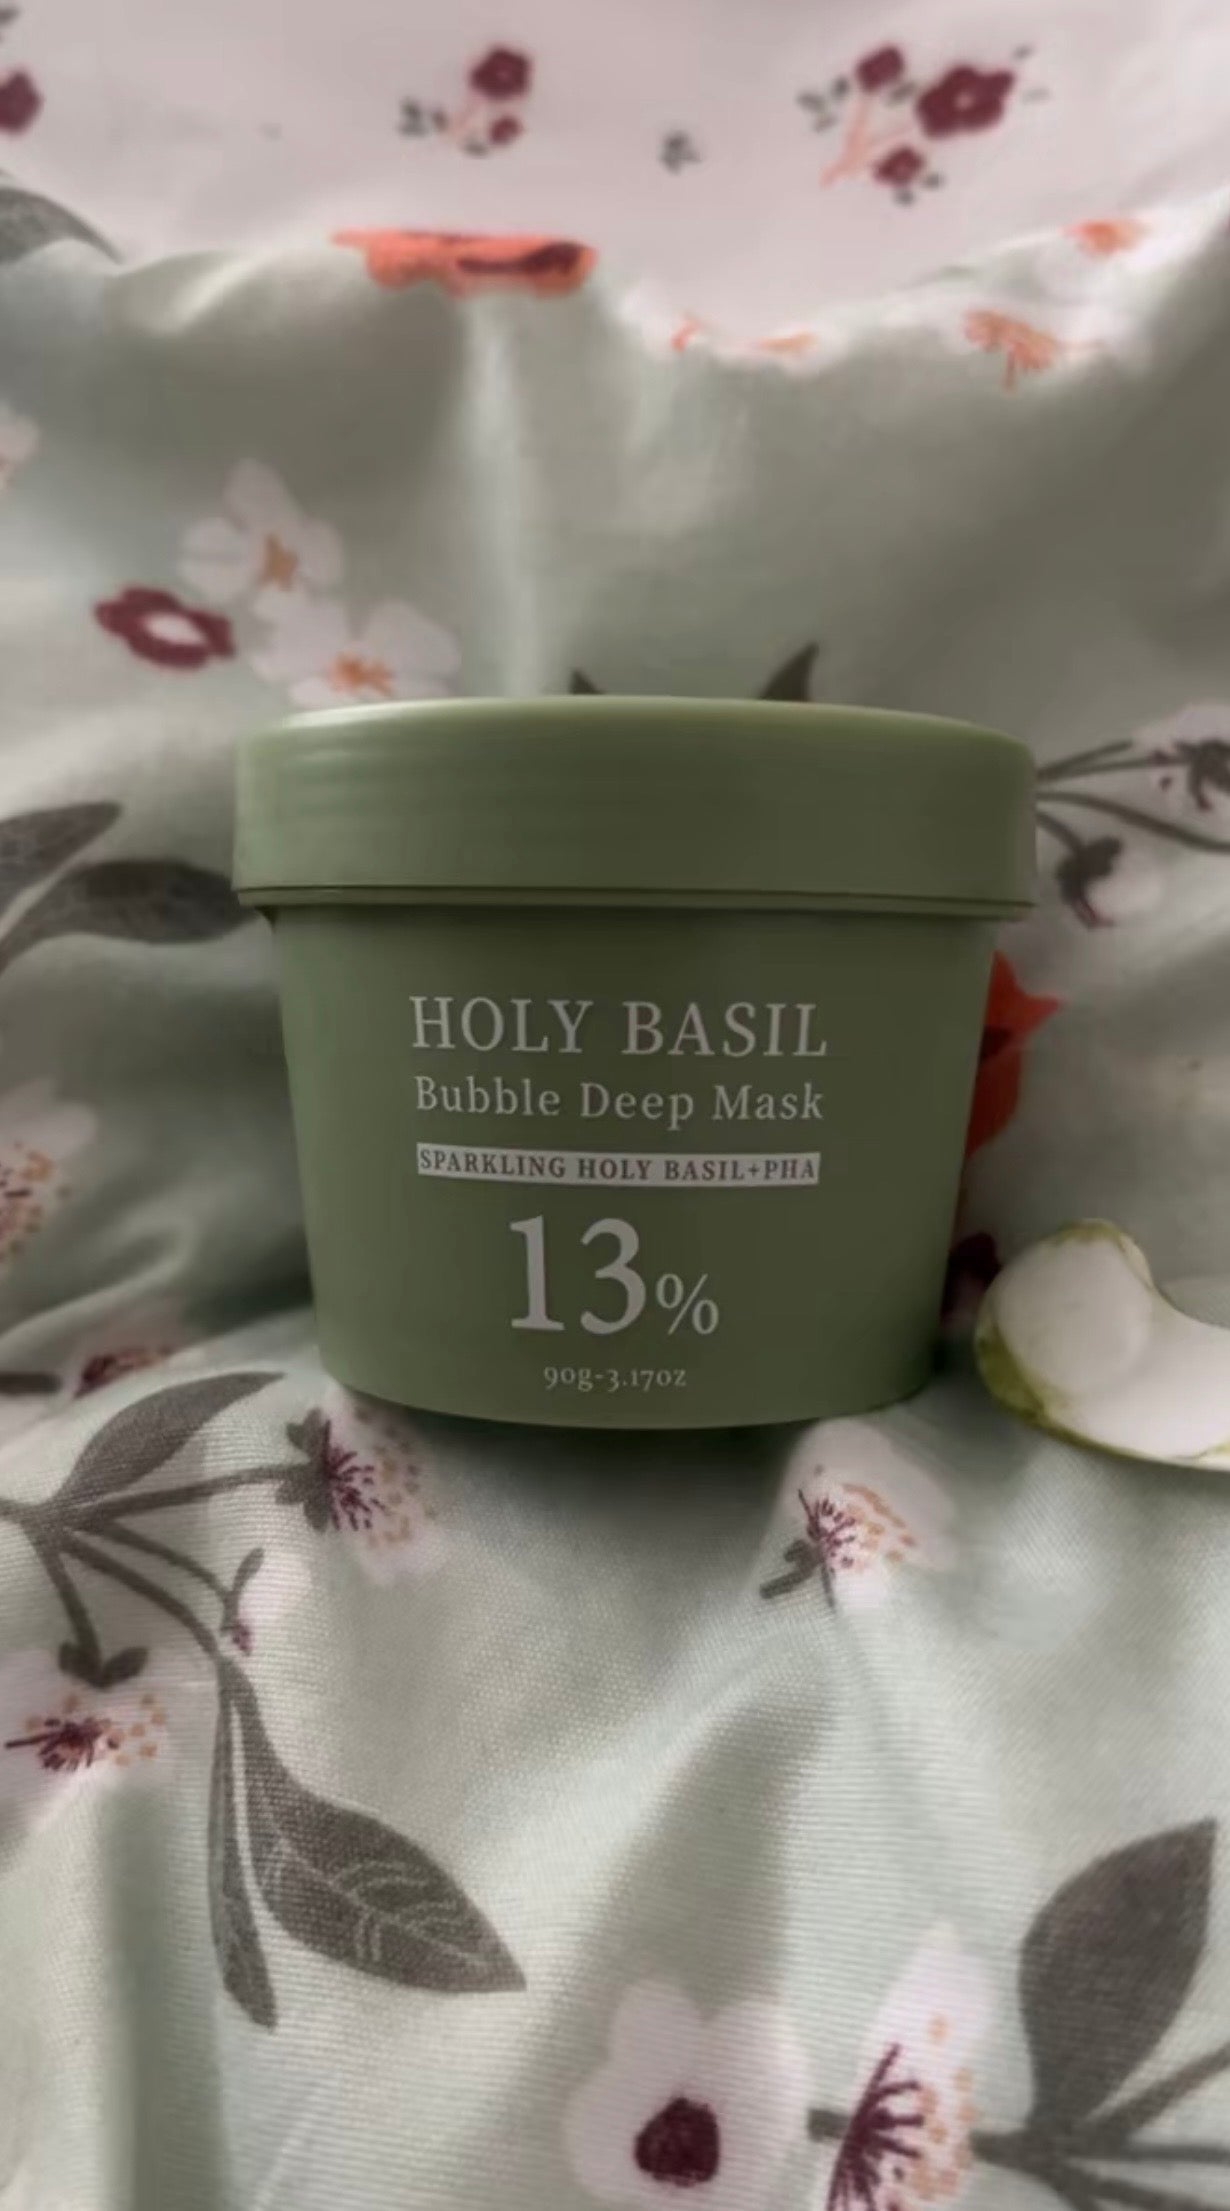 HOLY BASIL
Bubble Deep Mask
SPARKLING HOLY BASIL+PHA
13%
90g-3.17oz